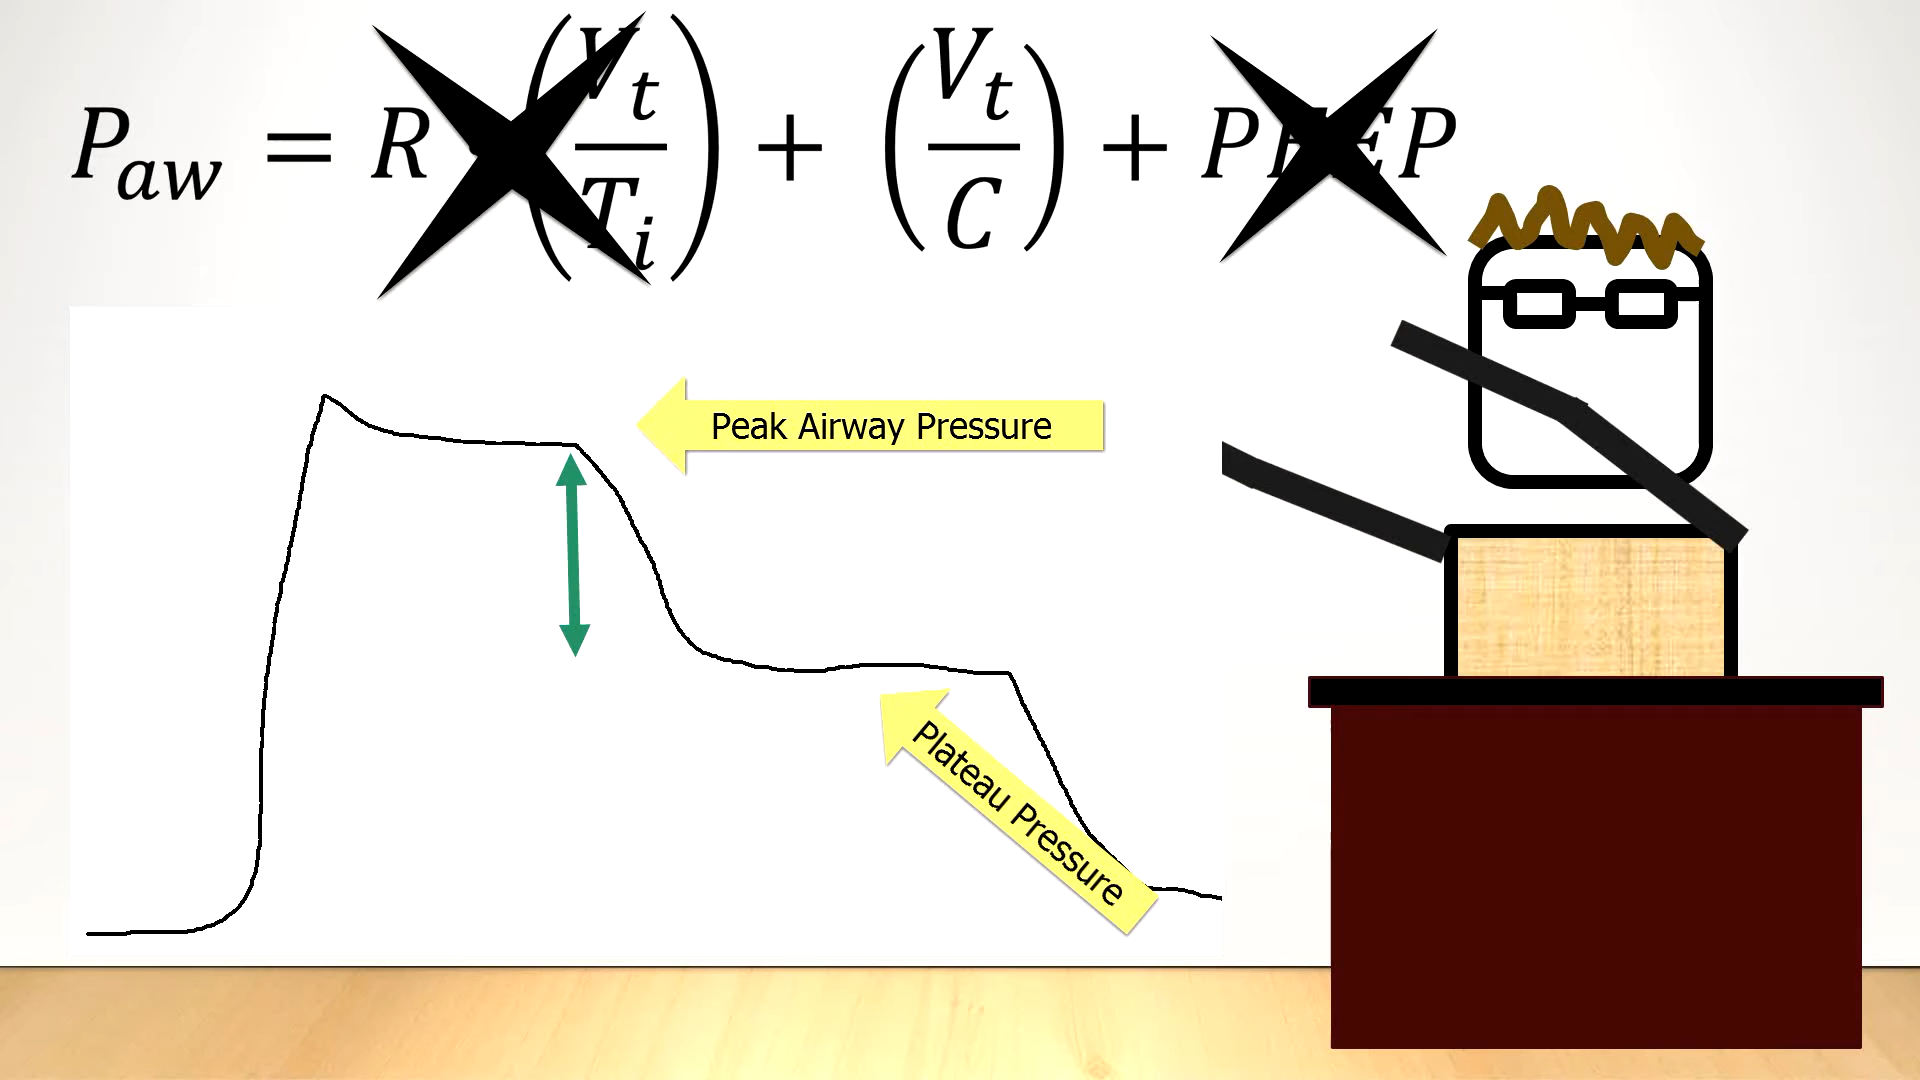 P_aw = R · (V_t / T_i) + (V_t / C) + PEEP
Peak Airway Pressure
Plateau Pressure